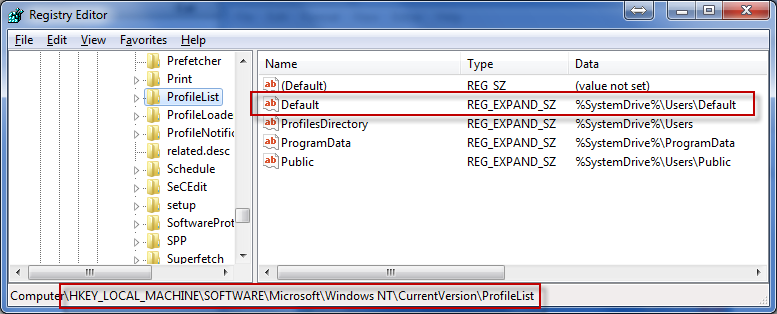 Registry Editor
File Edit View Favorites Help
Prefetcher
Print
ProfileList
ProfileLoade
ProfileNotific
related.desc
Schedule
SeCEdit
setup
SoftwareProt
SPP
Superfetch
Name Type Data
(Default) REG_SZ (value not set)
Default REG_EXPAND_SZ %SystemDrive%\Users\Default
ProfilesDirectory REG_EXPAND_SZ %SystemDrive%\Users
ProgramData REG_EXPAND_SZ %SystemDrive%\ProgramData
Public REG_EXPAND_SZ %SystemDrive%\Users\Public
Computer\HKEY_LOCAL_MACHINE\SOFTWARE\Microsoft\Windows NT\CurrentVersion\ProfileList